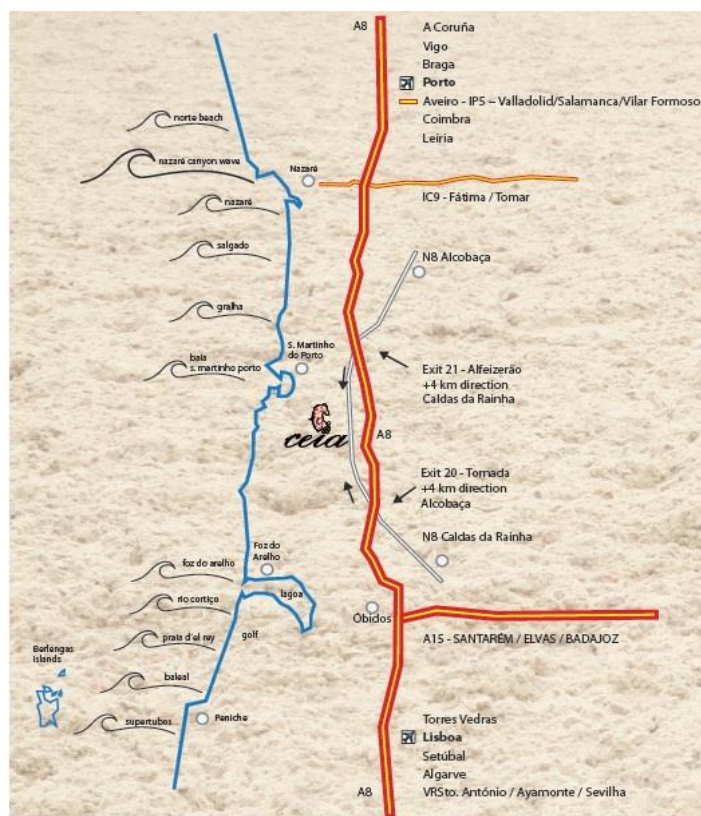 A8
A Coruña
Vigo
Braga
Porto
Aveiro - IP5 – Valladolid/Salamanca/Vilar Formoso
Coimbra
Leiria
norte beach
nazaré canyon wave
Nazaré
IC9 - Fátima / Tomar
nazaré
salgado
N8 Alcobaça
gralha
S. Martinho
do Porto
baia
s. martinho porto
Exit 21 - Alfeizerão
+4 km direction
Caldas da Rainha
ceia
A8
Exit 20 - Tornada
+4 km direction
Alcobaça
N8 Caldas da Rainha
Foz do
Arelho
foz do arelho
lagoa
rio cortiço
Óbidos
golf
praia d'el rey
A15 - SANTARÉM / ELVAS / BADAJOZ
Berlengas
islands
baleal
Peniche
supertubos
Torres Vedras
Lisboa
Setúbal
Algarve
A8
VRSto. António / Ayamonte / Sevilha